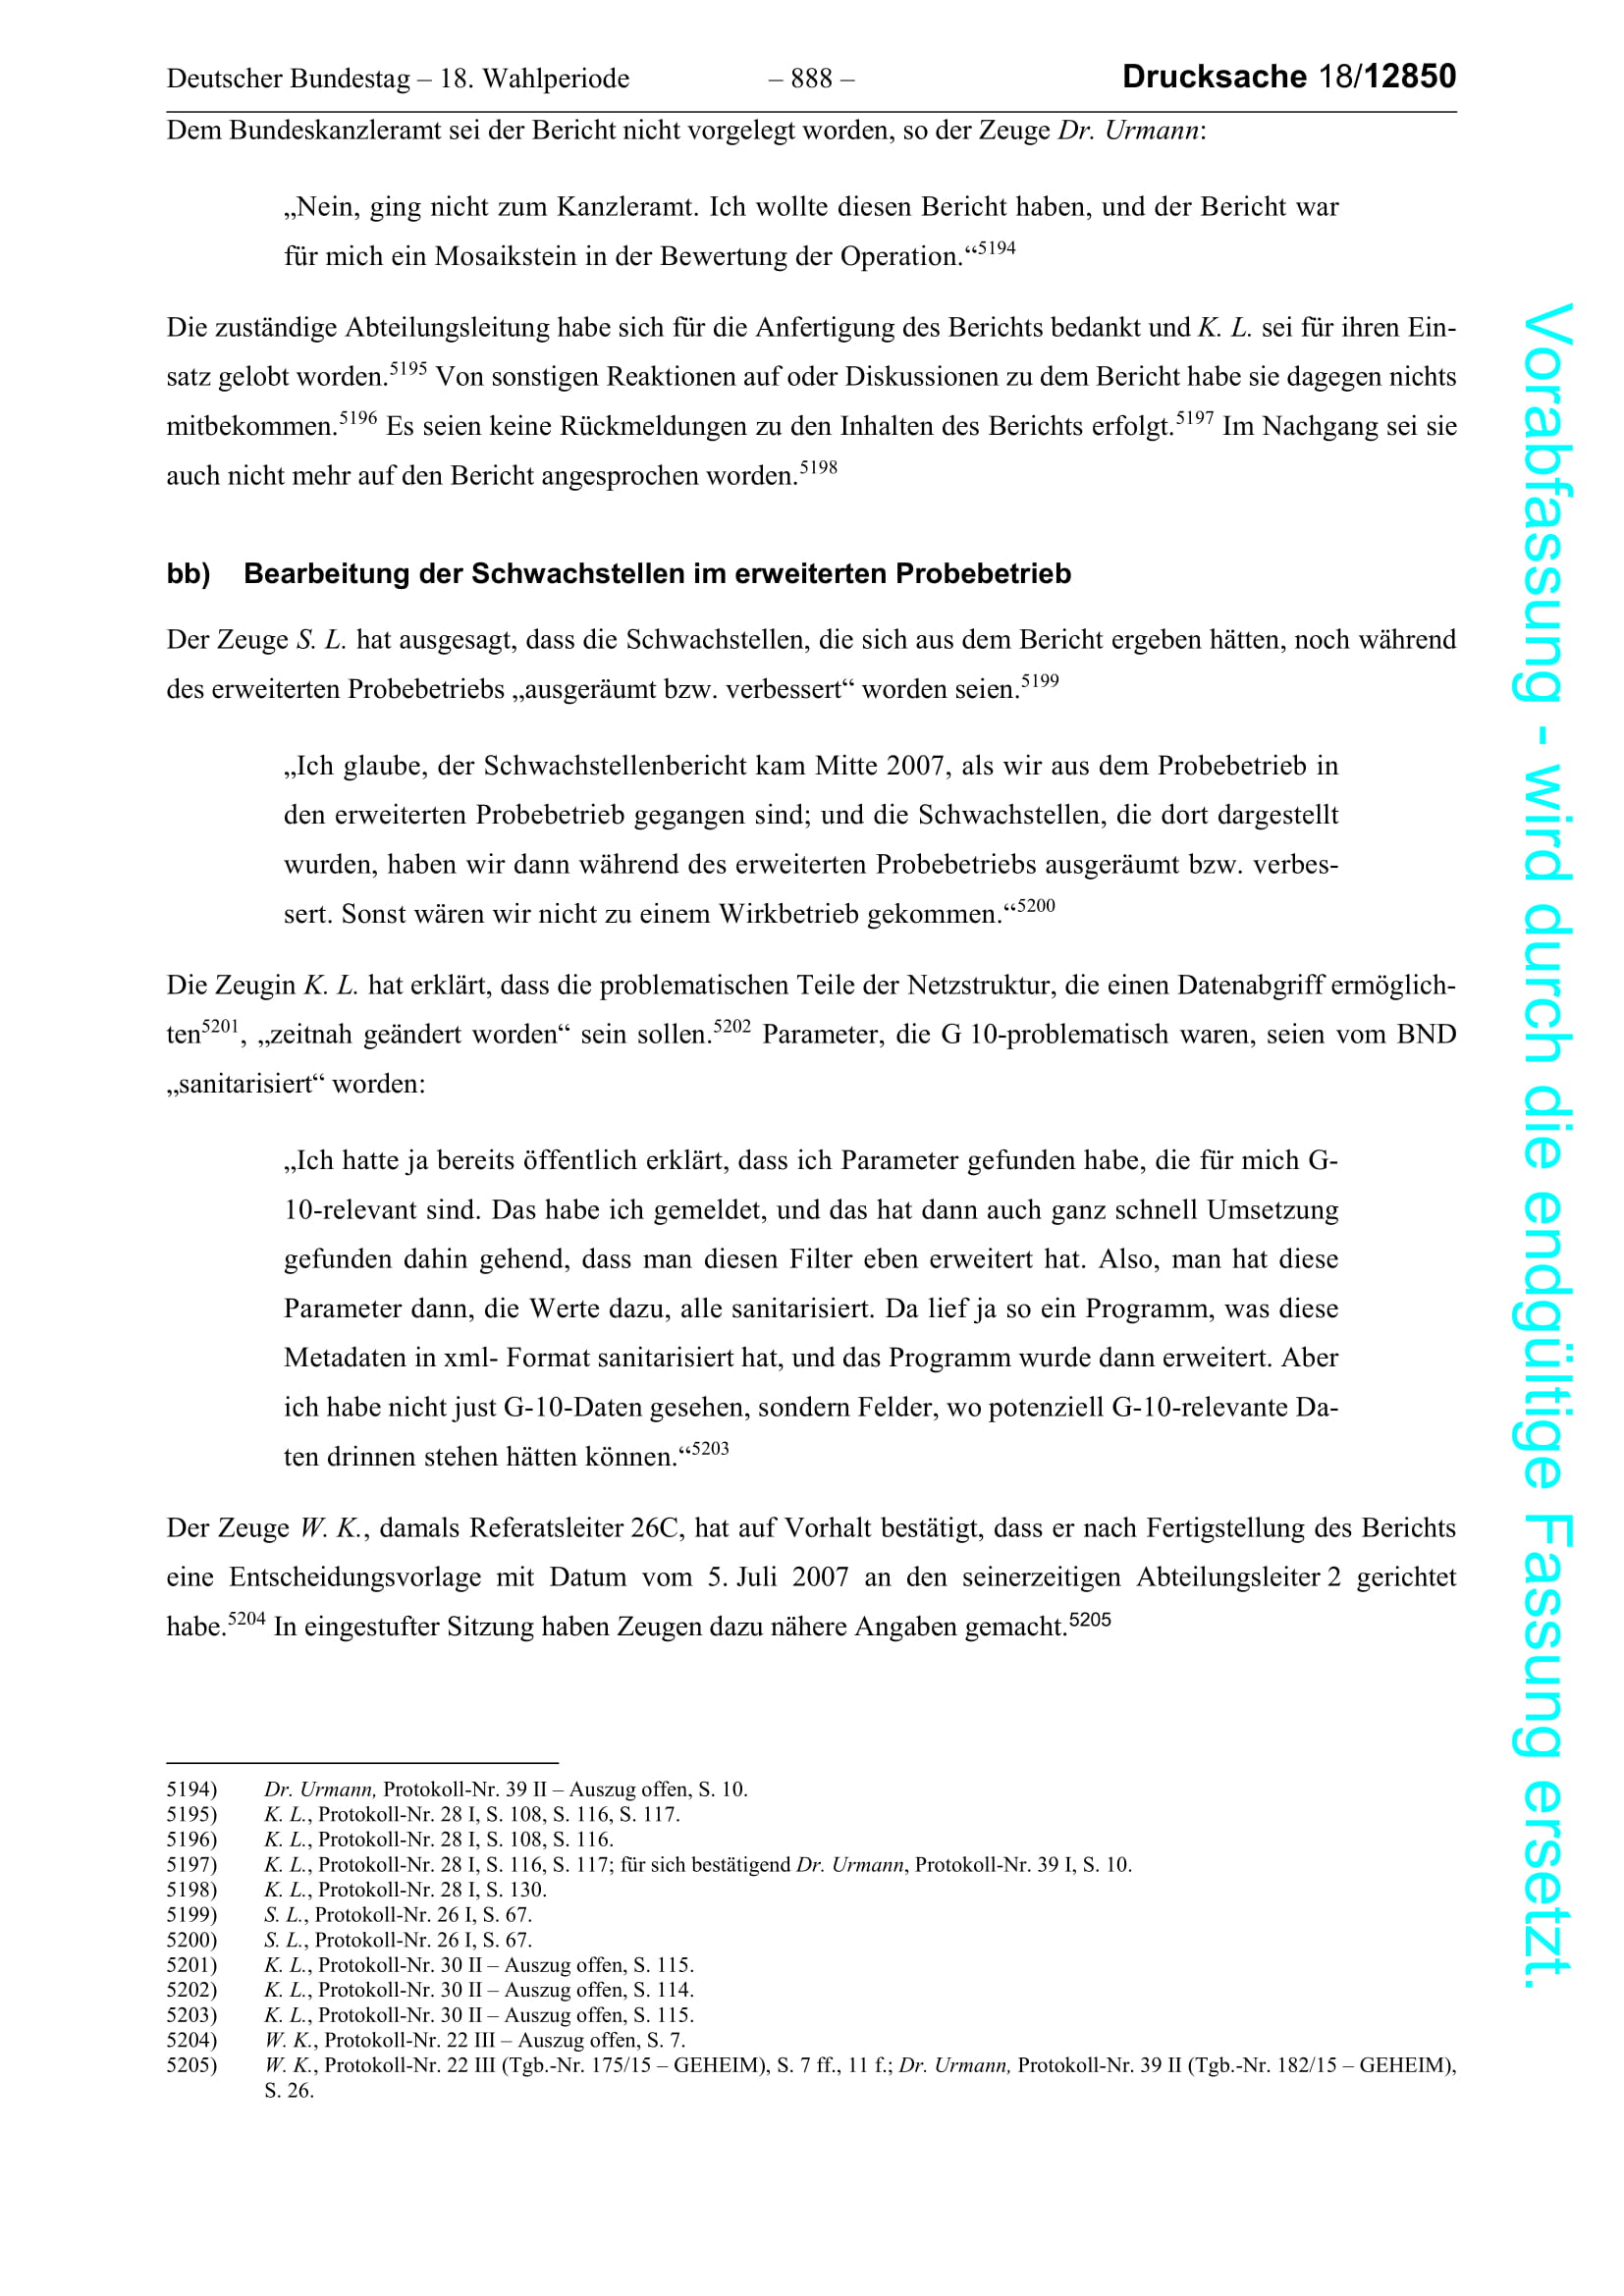 Deutscher Bundestag – 18. Wahlperiode – 888 – Drucksache 18/12850
Dem Bundeskanzleramt sei der Bericht nicht vorgelegt worden, so der Zeuge Dr. Urmann:
„Nein, ging nicht zum Kanzleramt. Ich wollte diesen Bericht haben, und der Bericht war
für mich ein Mosaikstein in der Bewertung der Operation.“5194
Die zuständige Abteilungsleitung habe sich für die Anfertigung des Berichts bedankt und K. L. sei für ihren Ein-
satz gelobt worden.5195 Von sonstigen Reaktionen auf oder Diskussionen zu dem Bericht habe sie dagegen nichts
mitbekommen.5196 Es seien keine Rückmeldungen zu den Inhalten des Berichts erfolgt.5197 Im Nachgang sei sie
auch nicht mehr auf den Bericht angesprochen worden.5198
bb) Bearbeitung der Schwachstellen im erweiterten Probebetrieb
Der Zeuge S. L. hat ausgesagt, dass die Schwachstellen, die sich aus dem Bericht ergeben hätten, noch während
des erweiterten Probebetriebs „ausgeräumt bzw. verbessert“ worden seien.5199
„Ich glaube, der Schwachstellenbericht kam Mitte 2007, als wir aus dem Probebetrieb in
den erweiterten Probebetrieb gegangen sind; und die Schwachstellen, die dort dargestellt
wurden, haben wir dann während des erweiterten Probebetriebs ausgeräumt bzw. verbes-
sert. Sonst wären wir nicht zu einem Wirkbetrieb gekommen.“5200
Die Zeugin K. L. hat erklärt, dass die problematischen Teile der Netzstruktur, die einen Datenabgriff ermöglich-
ten5201, „zeitnah geändert worden“ sein sollen.5202 Parameter, die G 10-problematisch waren, seien vom BND
„sanitarisiert“ worden:
„Ich hatte ja bereits öffentlich erklärt, dass ich Parameter gefunden habe, die für mich G-
10-relevant sind. Das habe ich gemeldet, und das hat dann auch ganz schnell Umsetzung
gefunden dahin gehend, dass man diesen Filter eben erweitert hat. Also, man hat diese
Parameter dann, die Werte dazu, alle sanitarisiert. Da lief ja so ein Programm, was diese
Metadaten in xml- Format sanitarisiert hat, und das Programm wurde dann erweitert. Aber
ich habe nicht just G-10-Daten gesehen, sondern Felder, wo potenziell G-10-relevante Da-
ten drinnen stehen hätten können.“5203
Der Zeuge W. K., damals Referatsleiter 26C, hat auf Vorhalt bestätigt, dass er nach Fertigstellung des Berichts
eine Entscheidungsvorlage mit Datum vom 5. Juli 2007 an den seinerzeitigen Abteilungsleiter 2 gerichtet
habe.5204 In eingestufter Sitzung haben Zeugen dazu nähere Angaben gemacht.5205
5194) Dr. Urmann, Protokoll-Nr. 39 II – Auszug offen, S. 10.
5195) K. L., Protokoll-Nr. 28 I, S. 108, S. 116, S. 117.
5196) K. L., Protokoll-Nr. 28 I, S. 108, S. 116.
5197) K. L., Protokoll-Nr. 28 I, S. 116, S. 117; für sich bestätigend Dr. Urmann, Protokoll-Nr. 39 I, S. 10.
5198) K. L., Protokoll-Nr. 28 I, S. 130.
5199) S. L., Protokoll-Nr. 26 I, S. 67.
5200) S. L., Protokoll-Nr. 26 I, S. 67.
5201) K. L., Protokoll-Nr. 30 II – Auszug offen, S. 115.
5202) K. L., Protokoll-Nr. 30 II – Auszug offen, S. 114.
5203) K. L., Protokoll-Nr. 30 II – Auszug offen, S. 115.
5204) W. K., Protokoll-Nr. 22 III – Auszug offen, S. 7.
5205) W. K., Protokoll-Nr. 22 III (Tgb.-Nr. 175/15 – GEHEIM), S. 7 ff., 11 f.; Dr. Urmann, Protokoll-Nr. 39 II (Tgb.-Nr. 182/15 – GEHEIM),
S. 26.
Vorabfassung - wird durch die endgültige Fassung ersetzt.